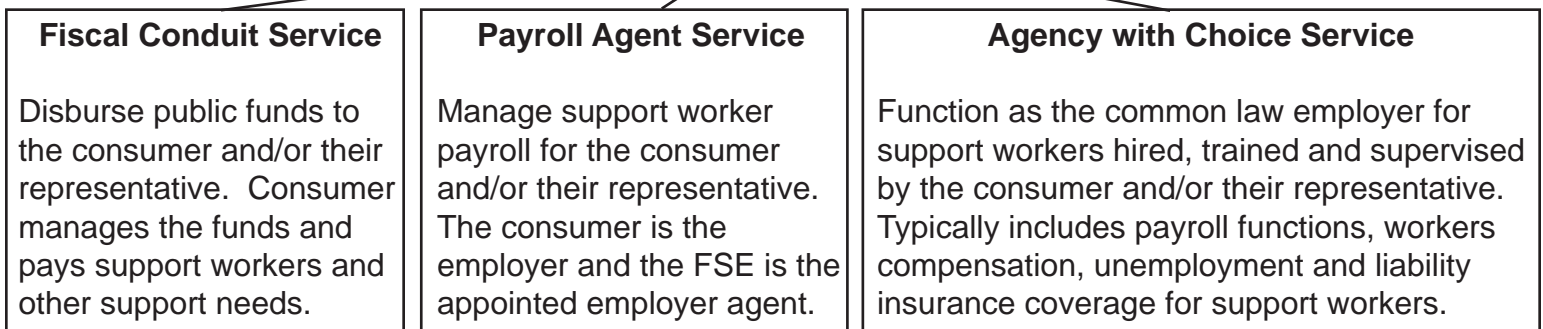 Fiscal Conduit Service
Disburse public funds to
the consumer and/or their
representative.  Consumer
manages the funds and
pays support workers and
other support needs.
Payroll Agent Service
Manage support worker
payroll for the consumer
and/or their representative.
The consumer is the
employer and the FSE is the
appointed employer agent.
Agency with Choice Service
Function as the common law employer for
support workers hired, trained and supervised
by the consumer and/or their representative.
Typically includes payroll functions, workers
compensation, unemployment and liability
insurance coverage for support workers.